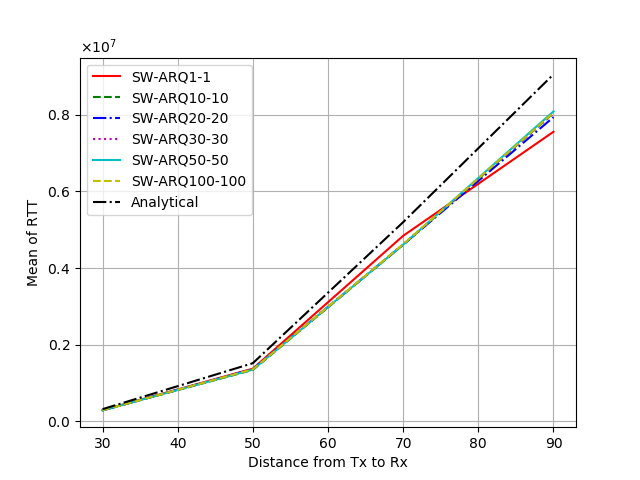 ×10⁷
SW-ARQ1-1
SW-ARQ10-10
SW-ARQ20-20
SW-ARQ30-30
SW-ARQ50-50
SW-ARQ100-100
Analytical
0.8
0.6
0.4
0.2
0.0
Mean of RTT
30 40 50 60 70 80 90
Distance from Tx to Rx